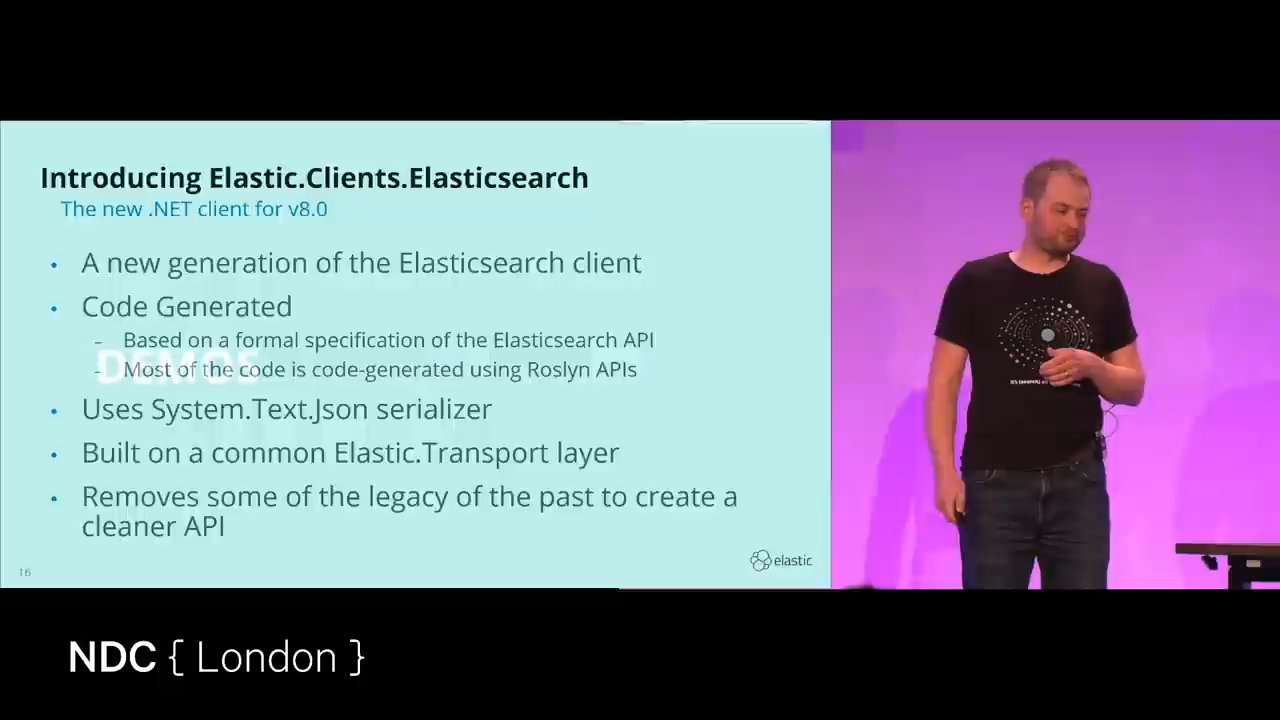 Introducing Elastic.Clients.Elasticsearch
The new .NET client for v8.0
• A new generation of the Elasticsearch client
• Code Generated
- Based on a formal specification of the Elasticsearch API
- Most of the code is code-generated using Roslyn APIs
DEMOS
• Uses System.Text.Json serializer
• Built on a common Elastic.Transport layer
• Removes some of the legacy of the past to create a
cleaner API
16
elastic
NDC { London }